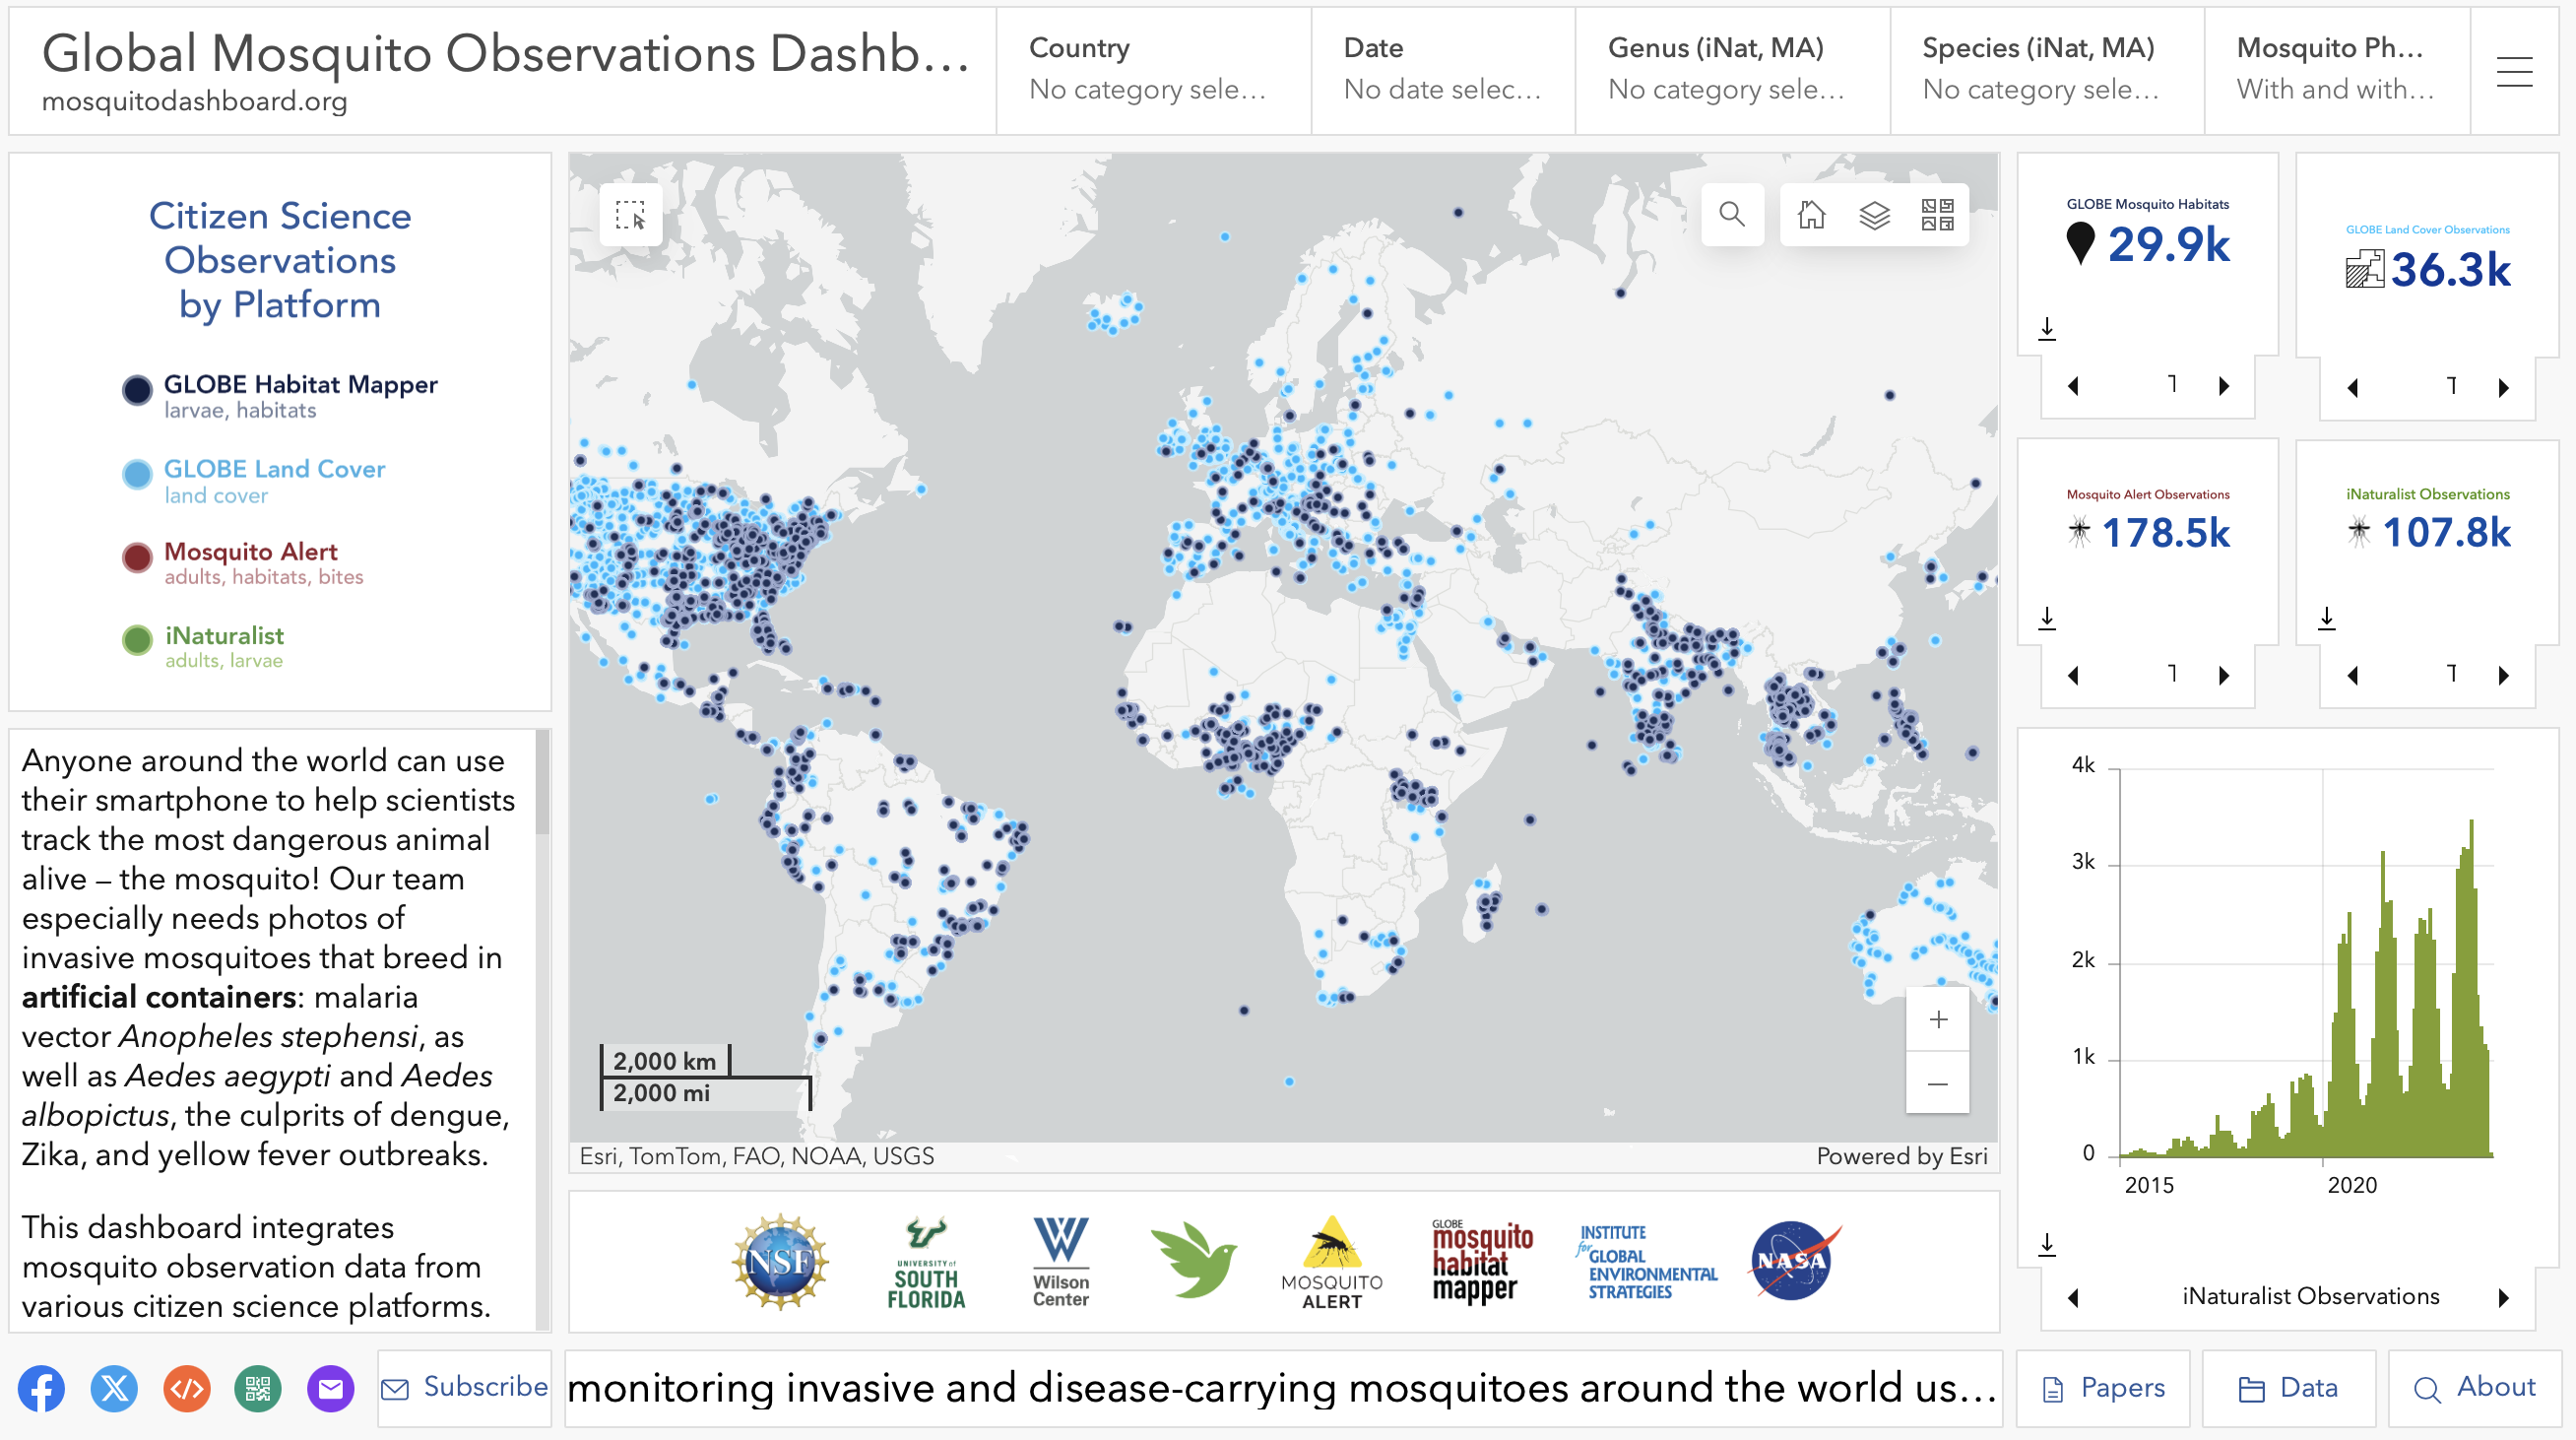 Global Mosquito Observations Dashb...
mosquitodashboard.org
Country
No category sele...
Date
No date selec...
Genus (iNat, MA)
No category sele...
Species (iNat, MA)
No category sele...
Mosquito Ph...
With and with...
Citizen Science
Observations
by Platform
GLOBE Habitat Mapper
larvae, habitats
GLOBE Land Cover
land cover
Mosquito Alert
adults, habitats, bites
iNaturalist
adults, larvae
Anyone around the world can use
their smartphone to help scientists
track the most dangerous animal
alive – the mosquito! Our team
especially needs photos of
invasive mosquitoes that breed in
artificial containers: malaria
vector Anopheles stephensi, as
well as Aedes aegypti and Aedes
albopictus, the culprits of dengue,
Zika, and yellow fever outbreaks.
This dashboard integrates
mosquito observation data from
various citizen science platforms.
2,000 km
2,000 mi
Esri, TomTom, FAO, NOAA, USGS
Powered by Esri
NSF
UNIVERSITY of
SOUTH
FLORIDA
W
Wilson
Center
MOSQUITO
ALERT
GLOBE
mosquito
habitat
mapper
INSTITUTE
for GLOBAL
ENVIRONMENTAL
STRATEGIES
NASA
GLOBE Mosquito Habitats
29.9k
GLOBE Land Cover Observations
36.3k
Mosquito Alert Observations
178.5k
iNaturalist Observations
107.8k
4k
3k
2k
1k
0
2015
2020
iNaturalist Observations
Subscribe
monitoring invasive and disease-carrying mosquitoes around the world us...
Papers
Data
About